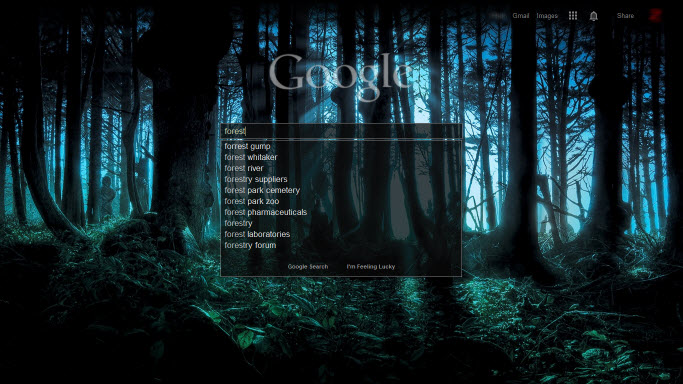 Gmail Images Share
Google
forest
forrest gump
forest whitaker
forest river
forestry suppliers
forest park cemetery
forest park zoo
forest pharmaceuticals
forestry
forest laboratories
forestry forum
Google Search I'm Feeling Lucky